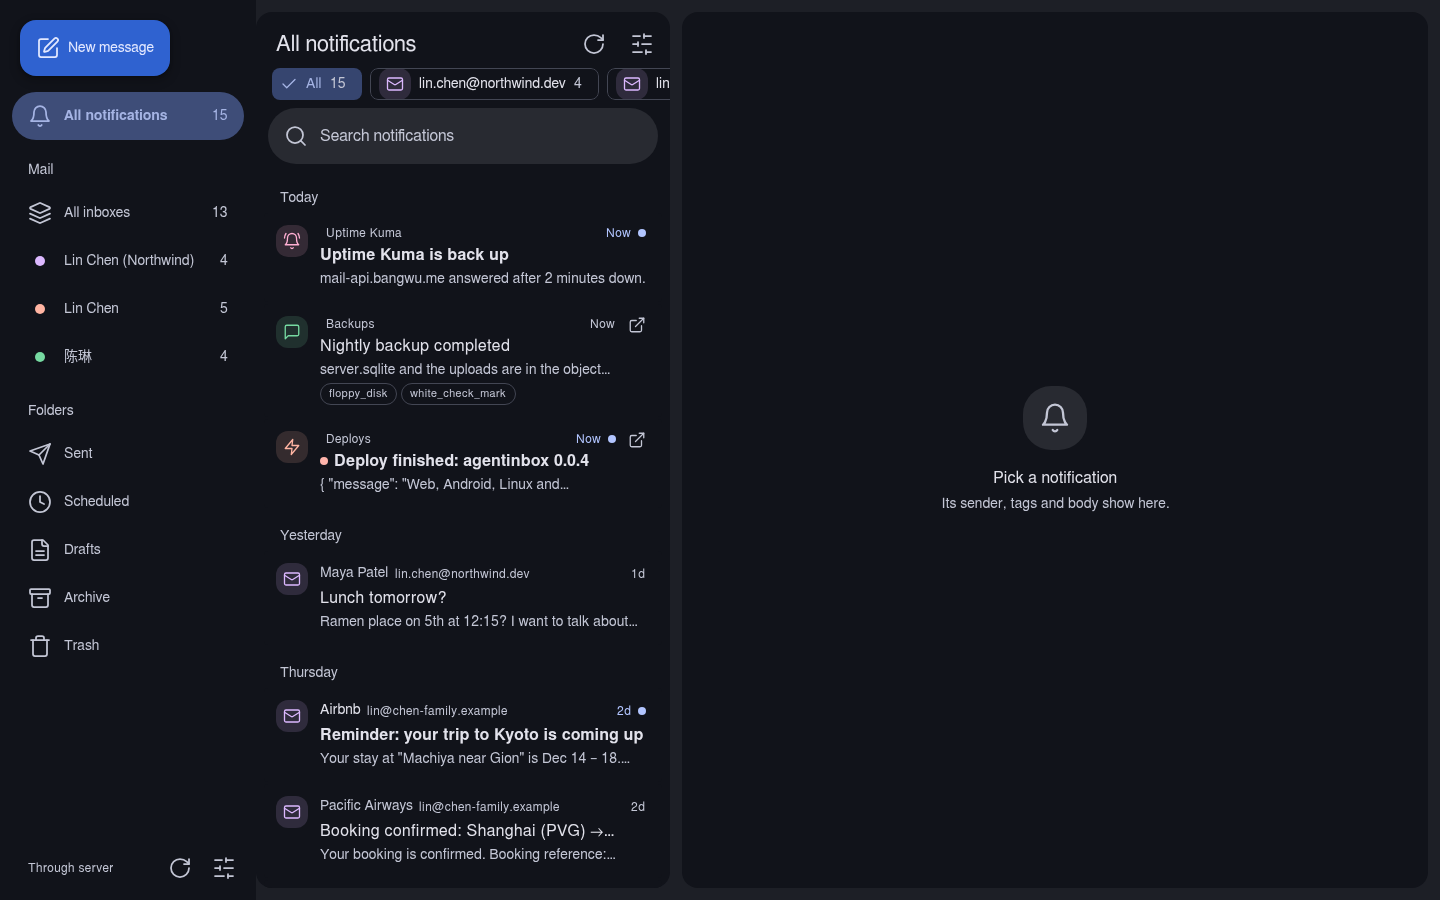 New message
All notifications 15
Mail
All inboxes 13
Lin Chen (Northwind) 4
Lin Chen 5
陈琳 4
Folders
Sent
Scheduled
Drafts
Archive
Trash
Through server
All notifications
All 15 lin.chen@northwind.dev 4 lin
Search notifications
Today
Uptime Kuma Now
Uptime Kuma is back up
mail-api.bangwu.me answered after 2 minutes down.
Backups Now
Nightly backup completed
server.sqlite and the uploads are in the object...
floppy_disk white_check_mark
Deploys Now
Deploy finished: agentinbox 0.0.4
{ "message": "Web, Android, Linux and...
Yesterday
Maya Patel lin.chen@northwind.dev 1d
Lunch tomorrow?
Ramen place on 5th at 12:15? I want to talk about...
Thursday
Airbnb lin@chen-family.example 2d
Reminder: your trip to Kyoto is coming up
Your stay at "Machiya near Gion" is Dec 14 – 18....
Pacific Airways lin@chen-family.example 2d
Booking confirmed: Shanghai (PVG) →...
Your booking is confirmed. Booking reference:...
Pick a notification
Its sender, tags and body show here.